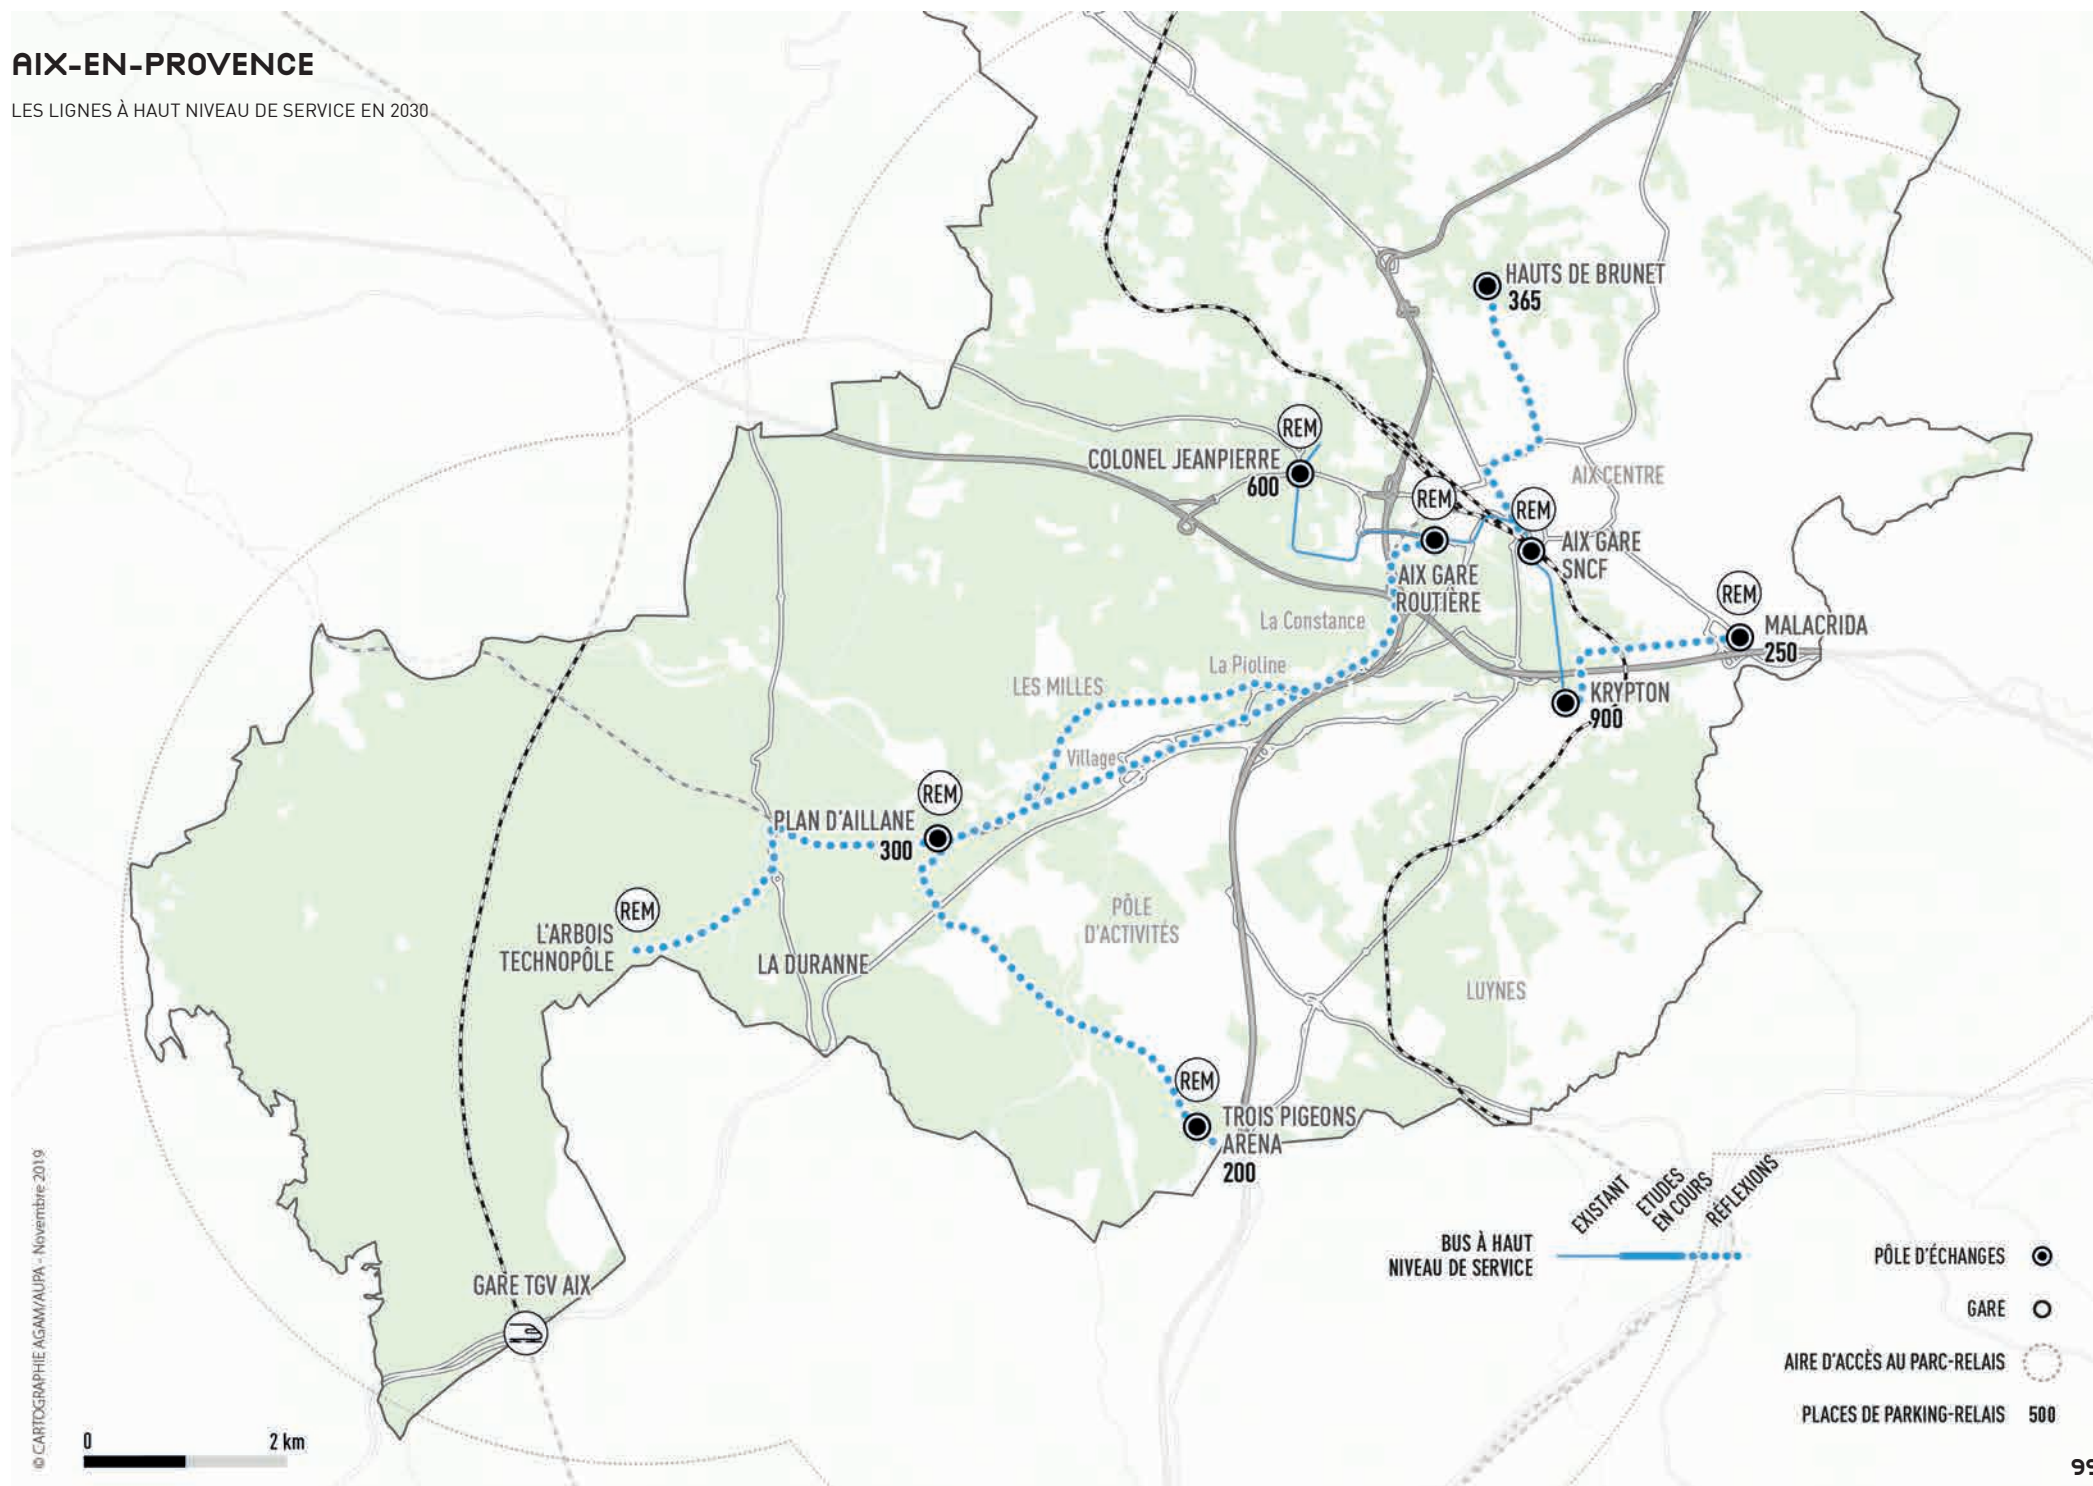 AIX-EN-PROVENCE
LES LIGNES À HAUT NIVEAU DE SERVICE EN 2030
HAUTS DE BRUNET
365
REM
COLONEL JEANPIERRE
600
AIX CENTRE
REM
REM
AIX GARE
SNCF
AIX GARE
ROUTIÈRE
REM
MALACRIDA
250
La Constance
La Pioline
LES MILLES
KRYPTON
900
Village
REM
PLAN D'AILLANE
300
REM
L'ARBOIS
TECHNOPÔLE
LA DURANNE
PÔLE
D'ACTIVITÉS
LUYNES
REM
TROIS PIGEONS
ARÉNA
200
GARE TGV AIX
EXISTANT
ETUDES
EN COURS
RÉFLEXIONS
BUS À HAUT
NIVEAU DE SERVICE
PÔLE D'ÉCHANGES
GARE
AIRE D'ACCÈS AU PARC-RELAIS
PLACES DE PARKING-RELAIS 500
0 2 km
© CARTOGRAPHIE AGAM/AUPA - Novembre 2019
99